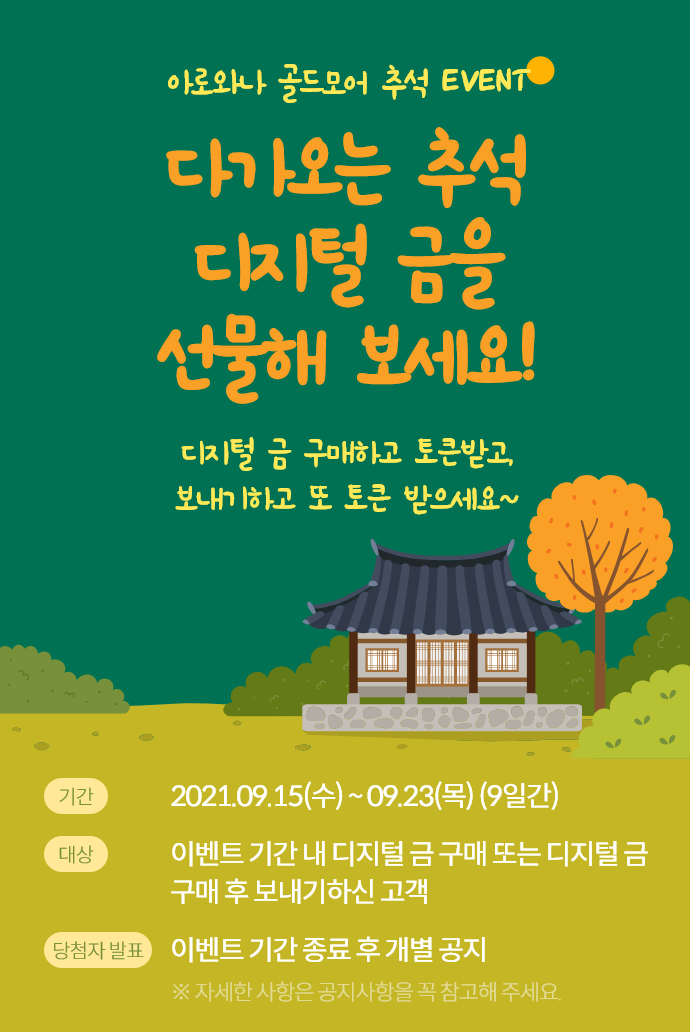 아로와나 골드모어 추석 EVENT
다가오는 추석
디지털 금을
선물해 보세요!
디지털 금 구매하고 토큰받고,
보내기하고 또 토큰 받으세요~
기간 2021.09.15(수) ~ 09.23(목) (9일간)
대상 이벤트 기간 내 디지털 금 구매 또는 디지털 금
구매 후 보내기하신 고객
당첨자 발표 이벤트 기간 종료 후 개별 공지
※ 자세한 사항은 공지사항을 꼭 참고해 주세요.